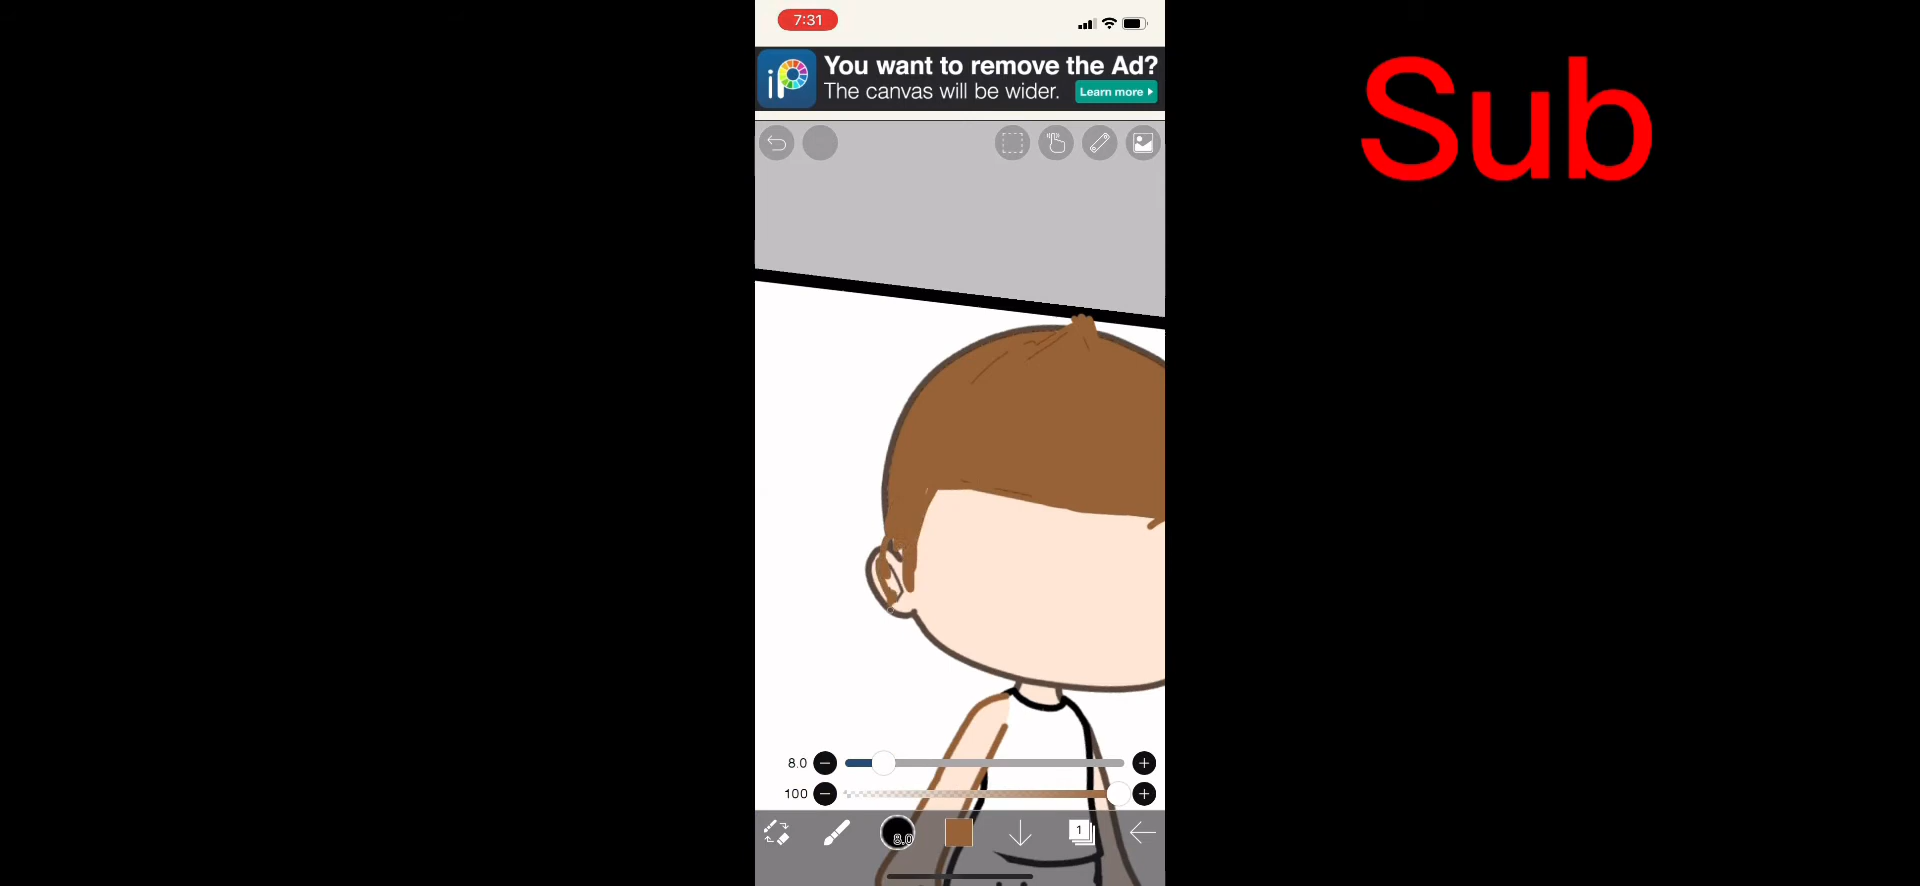 7:31
Sub
iP
You want to remove the Ad?
The canvas will be wider.
Learn more
8.0
100
8.0
1